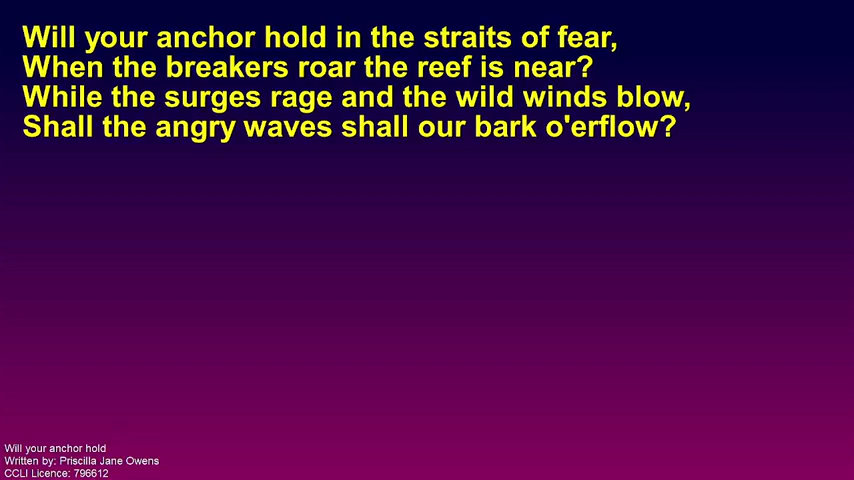 Will your anchor hold in the straits of fear,
When the breakers roar the reef is near?
While the surges rage and the wild winds blow,
Shall the angry waves shall our bark o'erflow?
Will your anchor hold
Written by: Priscilla Jane Owens
CCLI Licence: 796612